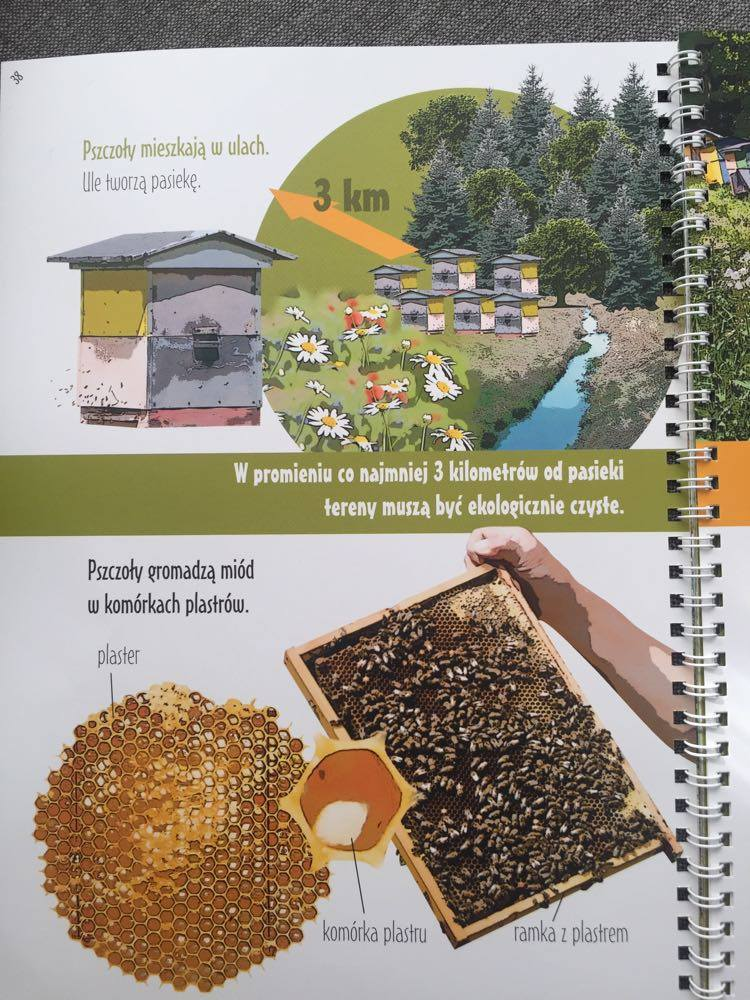 38
Pszczoły mieszkają w ulach.
Ule tworzą pasiekę.
3 km
W promieniu co najmniej 3 kilometrów od pasieki
tereny muszą być ekologicznie czyste.
Pszczoły gromadzą miód
w komórkach plastrów.
plaster
komórka plastru
ramka z plastrem